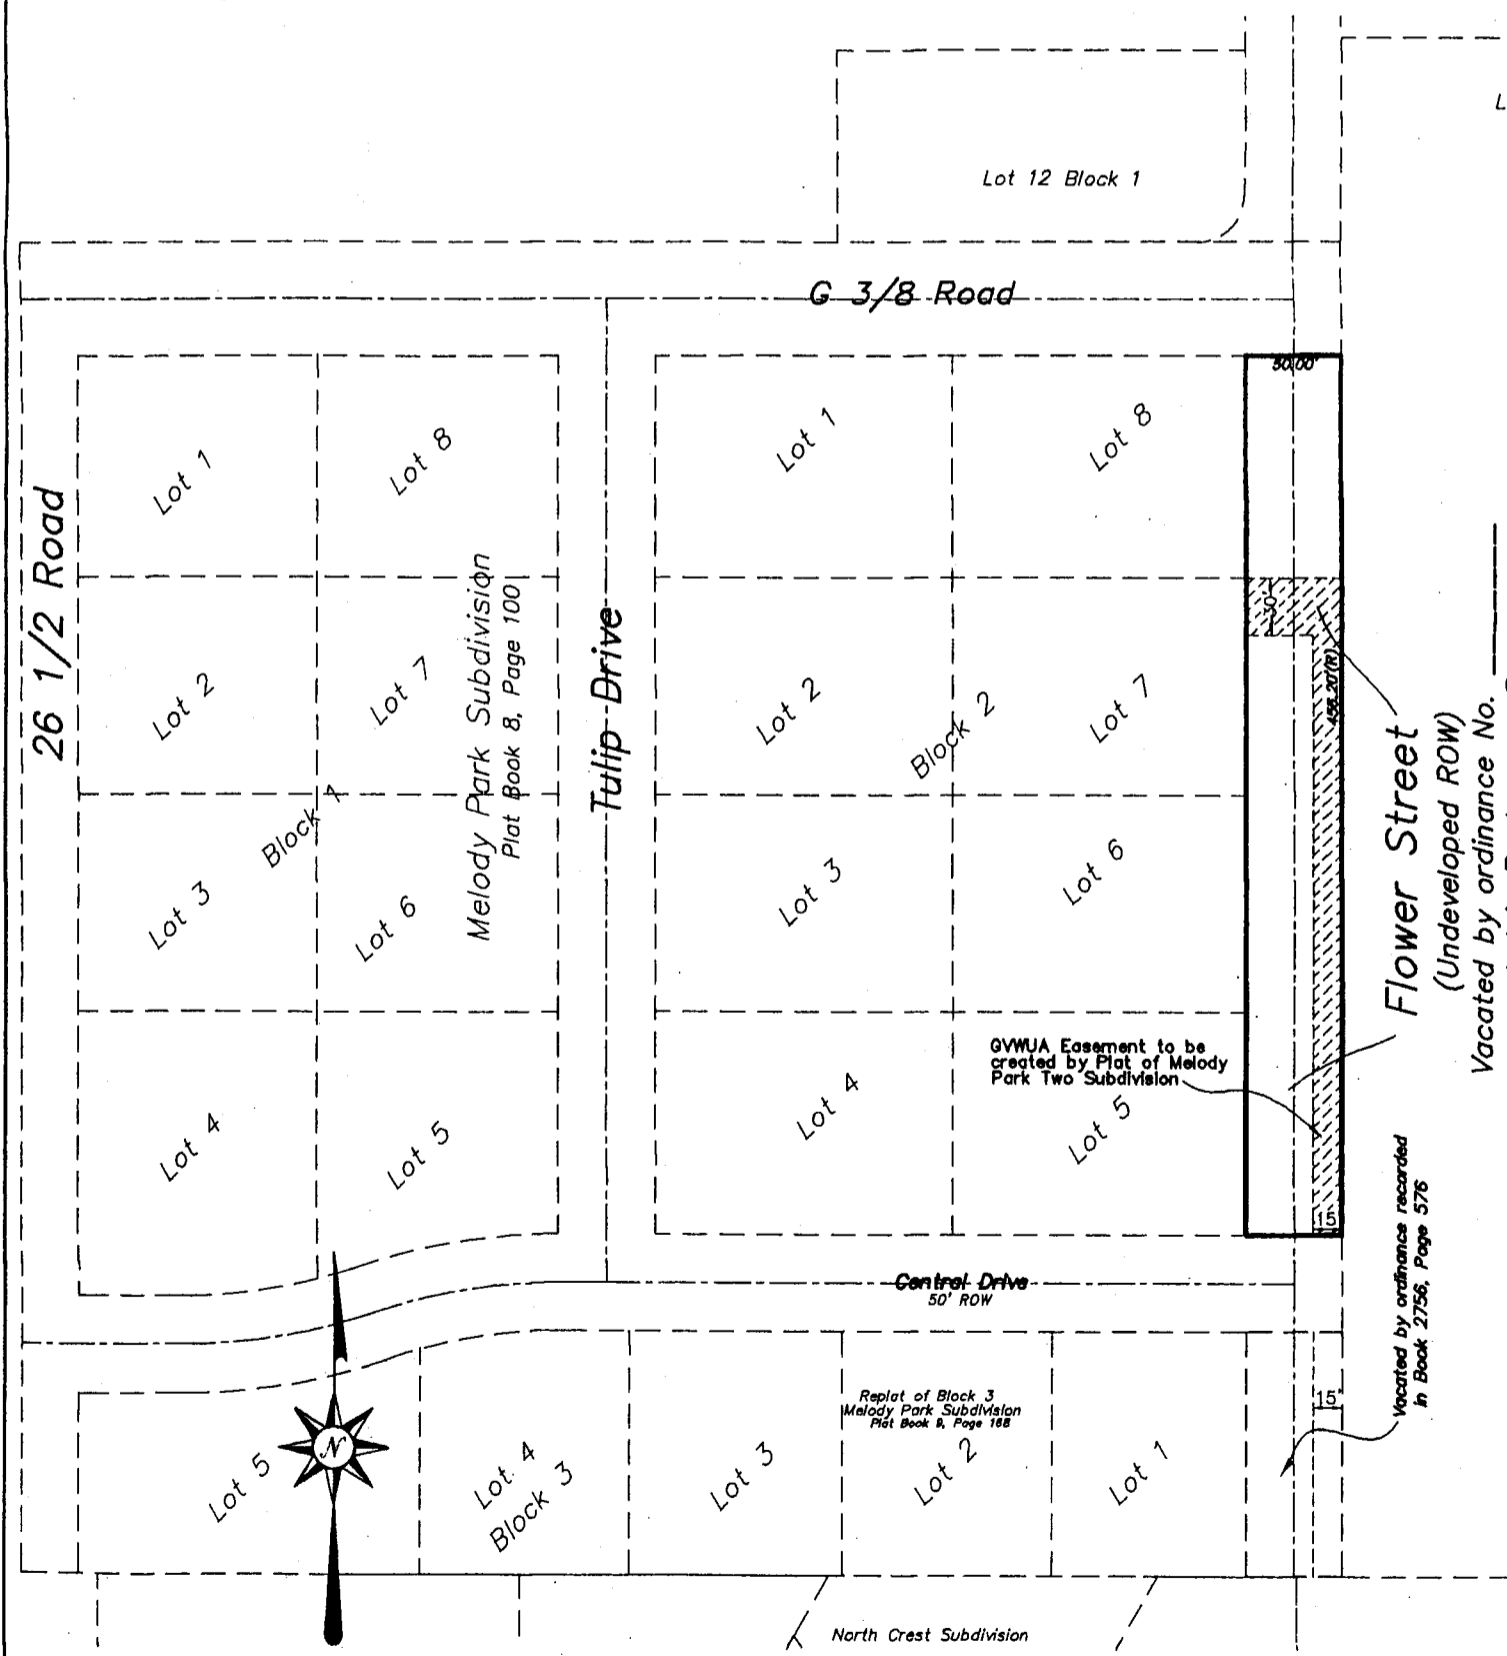 L
Lot 12 Block 1
G 3/8 Road
50.00'
Lot 1
Lot 8
Lot 1
Lot 8
26 1/2 Road
Melody Park Subdivision
Plat Book 8, Page 100
Tulip Drive
30'
Lot 2
Lot 7
Lot 2
Block 2
Lot 7
458.20'(R)
Block 1
Lot 3
Lot 6
Lot 3
Lot 6
Flower Street
(Undeveloped ROW)
Vacated by ordinance No.
GVWUA Easement to be
created by Plat of Melody
Park Two Subdivision
Lot 4
Lot 5
Lot 4
Lot 5
15'
Vacated by ordinance recorded
in Book 2756, Page 576
Central Drive
50' ROW
Replat of Block 3
Melody Park Subdivision
Plat Book 9, Page 168
15'
N
Lot 5
Lot 4
Block 3
Lot 3
Lot 2
Lot 1
North Crest Subdivision